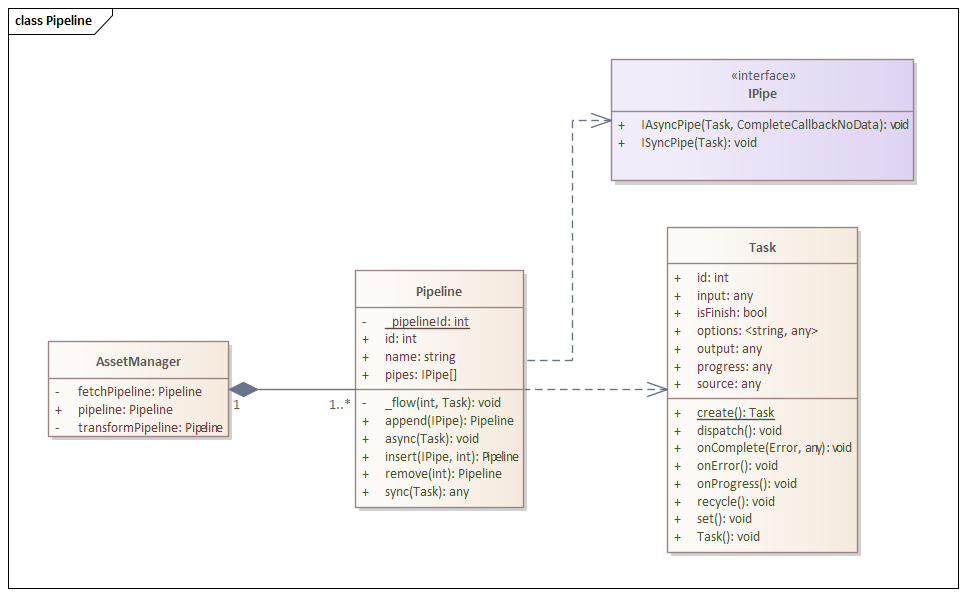 class Pipeline
«interface»
IPipe
+ IAsyncPipe(Task, CompleteCallbackNoData): void
+ ISyncPipe(Task): void
Task
+ id: int
+ input: any
+ isFinish: bool
+ options: <string, any>
+ output: any
+ progress: any
+ source: any
+ create(): Task
+ dispatch(): void
+ onComplete(Error, any): void
+ onError(): void
+ onProgress(): void
+ recycle(): void
+ set(): void
+ Task(): void
Pipeline
- _pipelineId: int
+ id: int
+ name: string
+ pipes: IPipe[]
- _flow(int, Task): void
+ append(IPipe): Pipeline
+ async(Task): void
+ insert(IPipe, int): Pipeline
+ remove(int): Pipeline
+ sync(Task): any
AssetManager
- fetchPipeline: Pipeline
+ pipeline: Pipeline
- transformPipeline: Pipeline
1
1..*